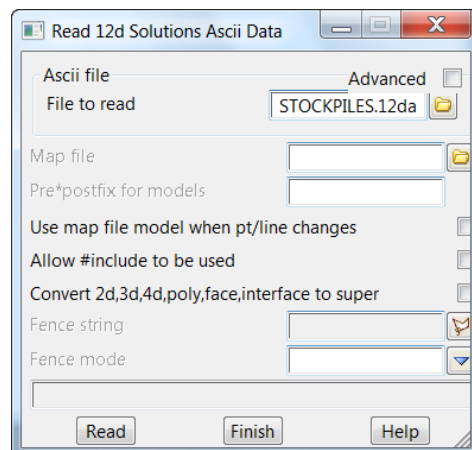 Read 12d Solutions Ascii Data
Ascii file
Advanced
File to read STOCKPILES.12da
Map file
Pre*postfix for models
Use map file model when pt/line changes
Allow #include to be used
Convert 2d,3d,4d,poly,face,interface to super
Fence string
Fence mode
Read Finish Help